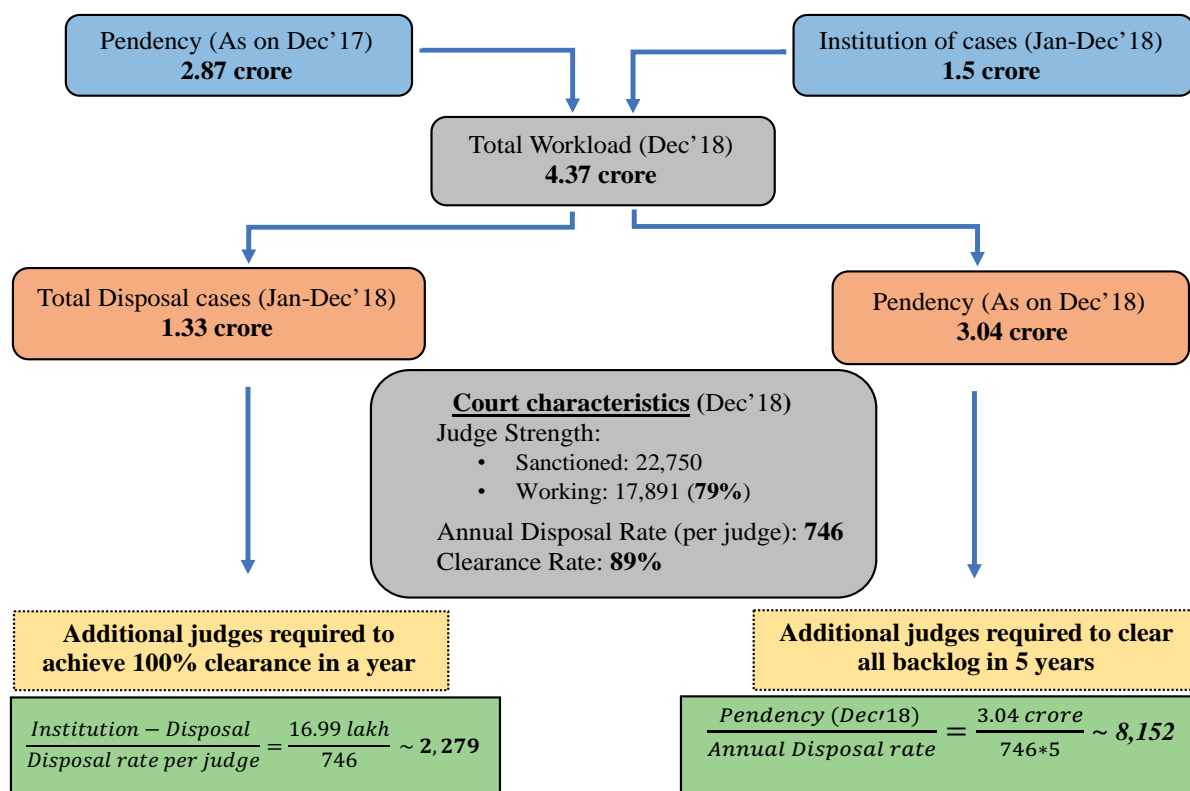 Pendency (As on Dec’17)
2.87 crore
Institution of cases (Jan-Dec’18)
1.5 crore
Total Workload (Dec’18)
4.37 crore
Total Disposal cases (Jan-Dec’18)
1.33 crore
Pendency (As on Dec’18)
3.04 crore
Court characteristics (Dec’18)
Judge Strength:
• Sanctioned: 22,750
• Working: 17,891 (79%)
Annual Disposal Rate (per judge): 746
Clearance Rate: 89%
Additional judges required to
achieve 100% clearance in a year
Institution − Disposal
Disposal rate per judge = 16.99 lakh
746 ~ 2,279
Additional judges required to clear
all backlog in 5 years
Pendency (Dec′18)
Annual Disposal rate = 3.04 crore
746*5 ~ 8,152